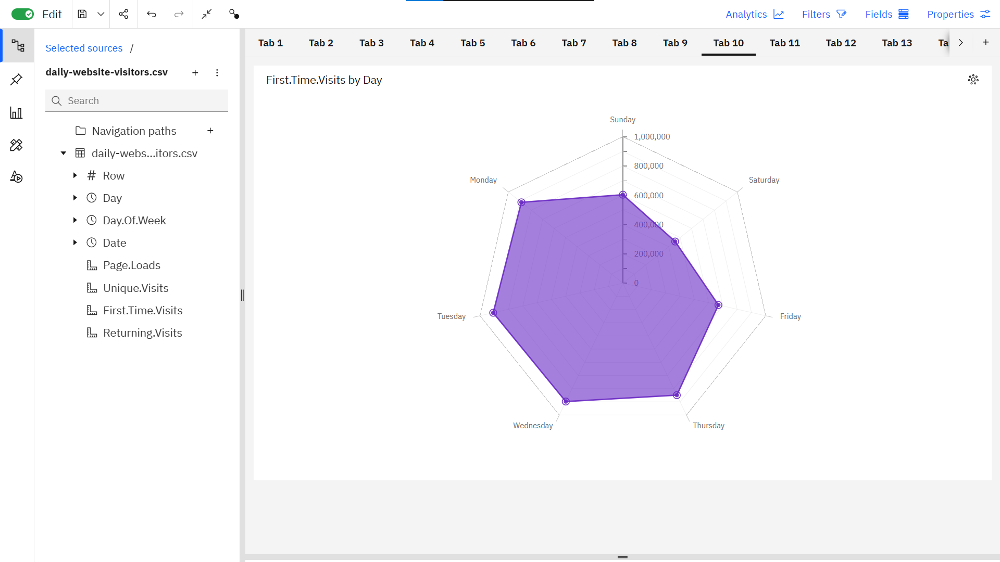 Edit
Analytics
Filters
Fields
Properties
Selected sources /
daily-website-visitors.csv
Search
Navigation paths
daily-webs...itors.csv
Row
Day
Day.Of.Week
Date
Page.Loads
Unique.Visits
First.Time.Visits
Returning.Visits
Tab 1
Tab 2
Tab 3
Tab 4
Tab 5
Tab 6
Tab 7
Tab 8
Tab 9
Tab 10
Tab 11
Tab 12
Tab 13
First.Time.Visits by Day
Sunday
1,000,000
800,000
Monday
Saturday
600,000
400,000
200,000
0
Tuesday
Friday
Wednesday
Thursday